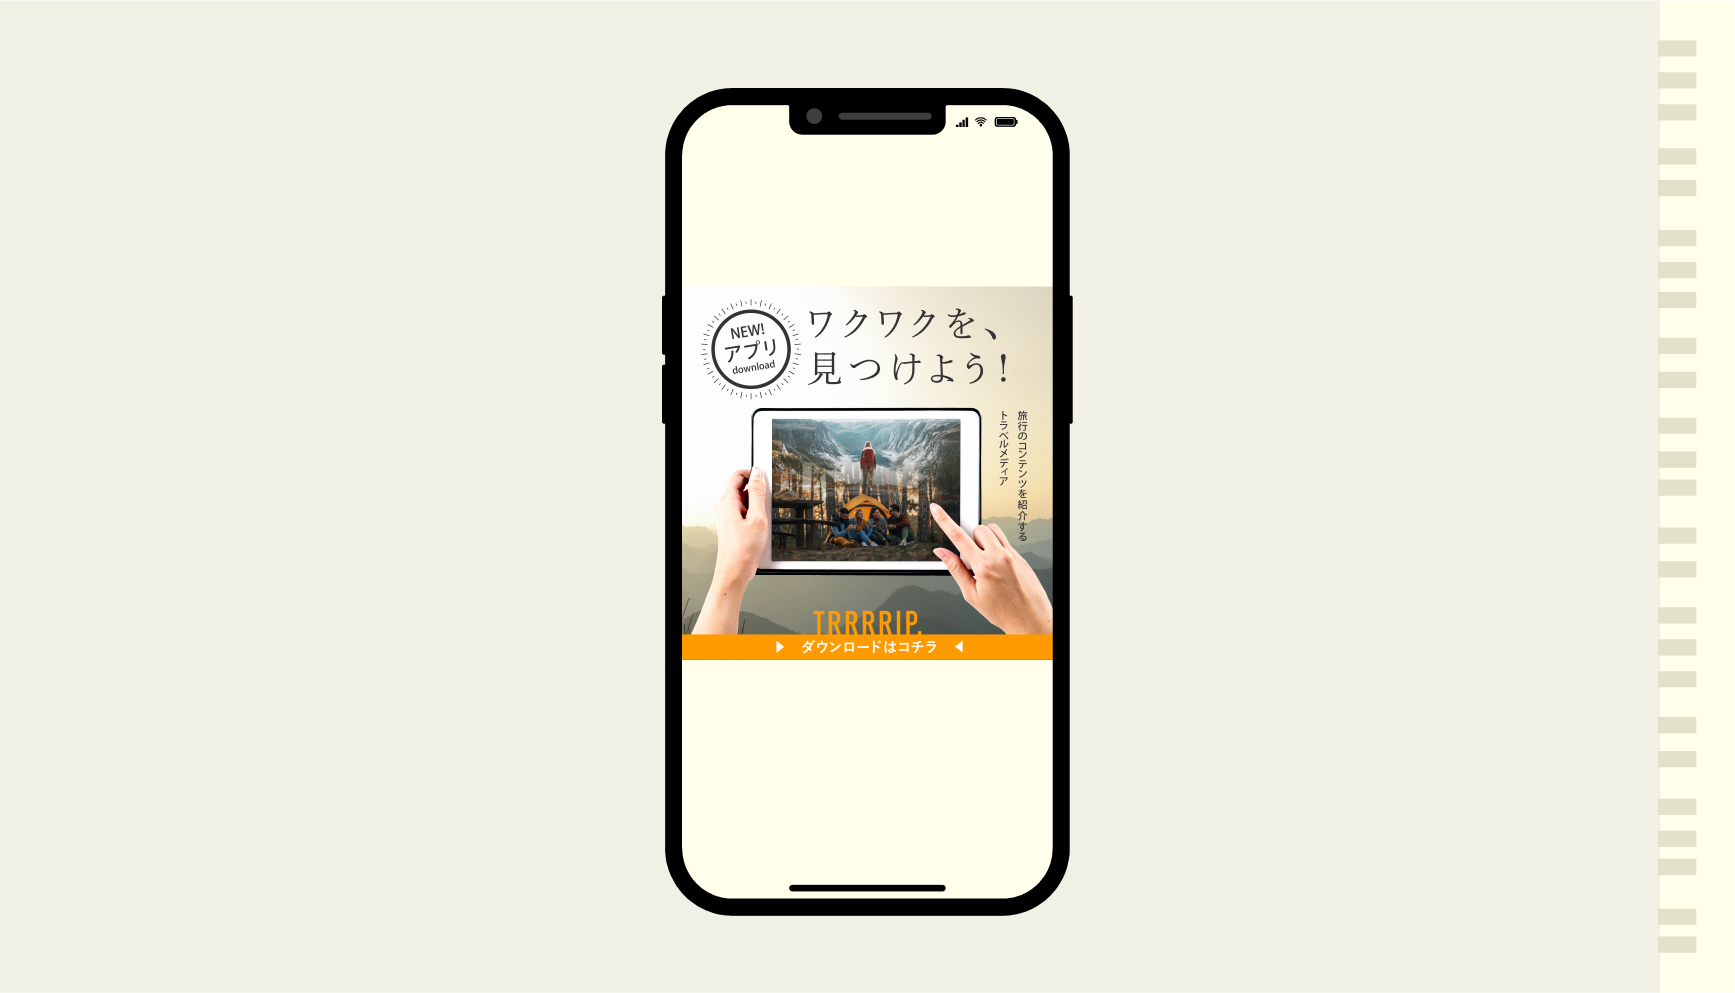 NEW!
アプリ
download
ワクワクを、
見つけよう!
旅行のコンテンツを紹介する
トラベルメディア
TRRRRIP.
ダウンロードはコチラ